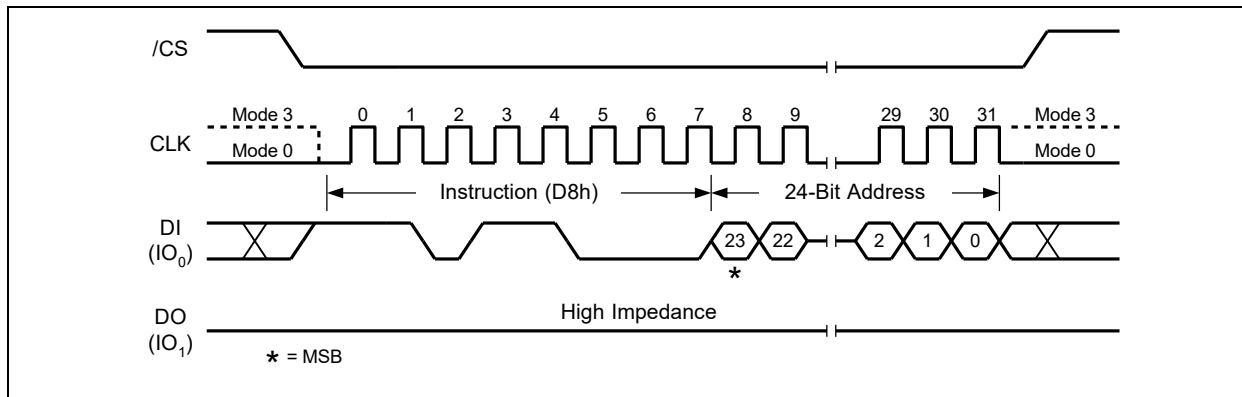 /CS
Mode 3 0 1 2 3 4 5 6 7 8 9 29 30 31 Mode 3
CLK
Mode 0 Mode 0
Instruction (D8h) 24-Bit Address
DI
(IO₀)
23 22 2 1 0
*
High Impedance
DO
(IO₁)
* = MSB